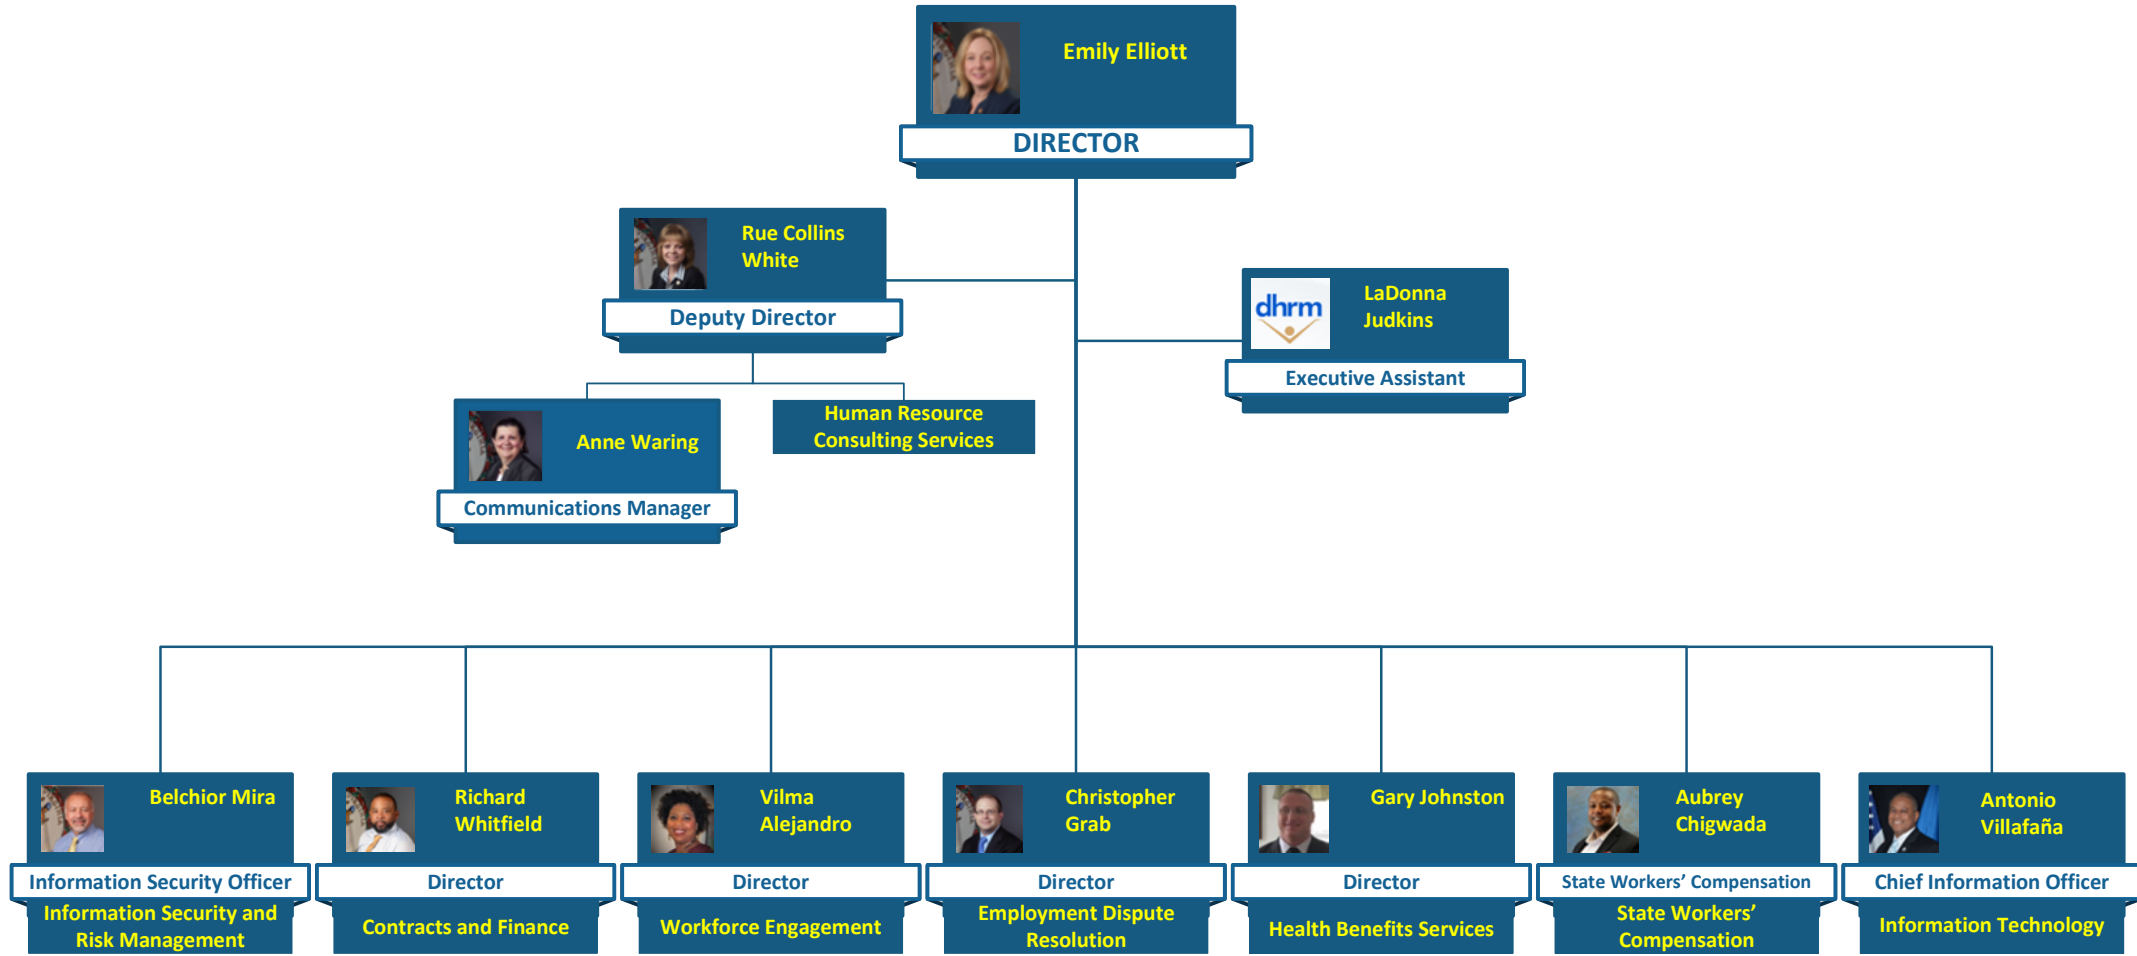 Emily Elliott
DIRECTOR
Rue Collins
White
Deputy Director
dhrm
LaDonna
Judkins
Executive Assistant
Anne Waring
Communications Manager
Human Resource
Consulting Services
Belchior Mira
Information Security Officer
Information Security and
Risk Management
Richard
Whitfield
Director
Contracts and Finance
Vilma
Alejandro
Director
Workforce Engagement
Christopher
Grab
Director
Employment Dispute
Resolution
Gary Johnston
Director
Health Benefits Services
Aubrey
Chigwada
State Workers’ Compensation
State Workers’
Compensation
Antonio
Villafaña
Chief Information Officer
Information Technology